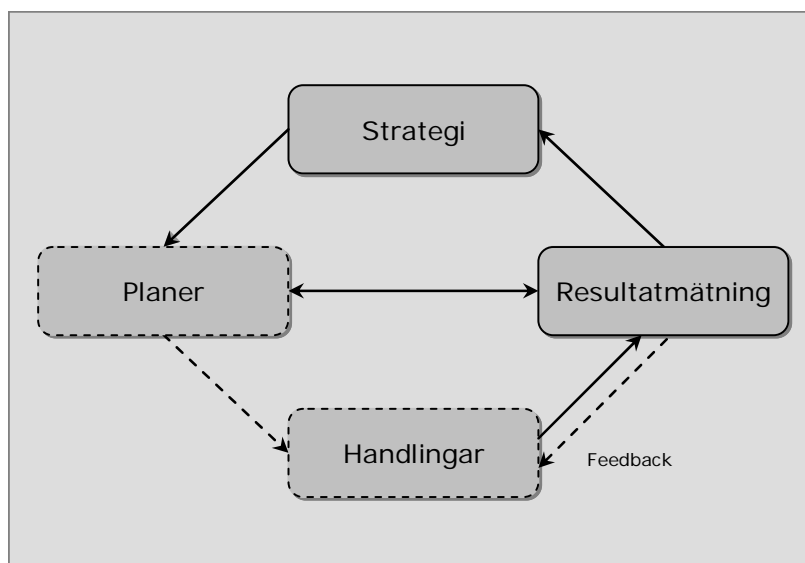 Strategi
Planer
Resultatmätning
Handlingar
Feedback